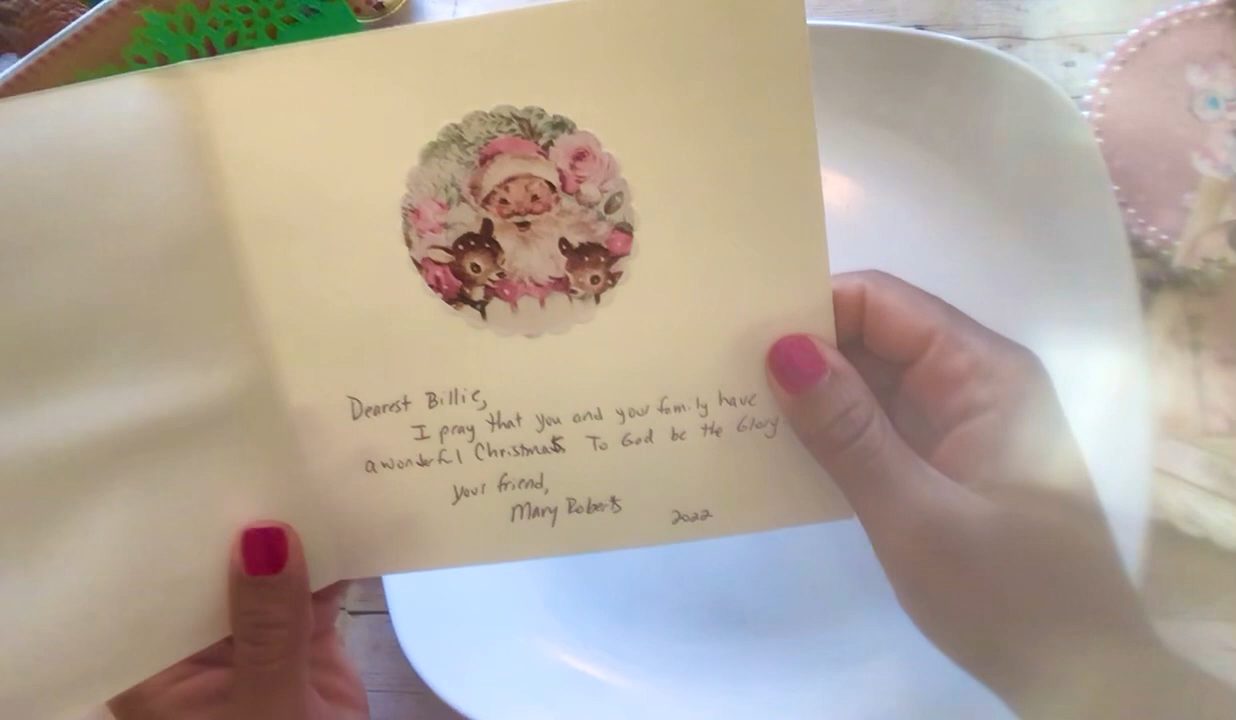 Dearest Billie,
I pray that you and your family have
a wonderful Christmas To God be the Glory
your friend,
Mary Roberts 2022